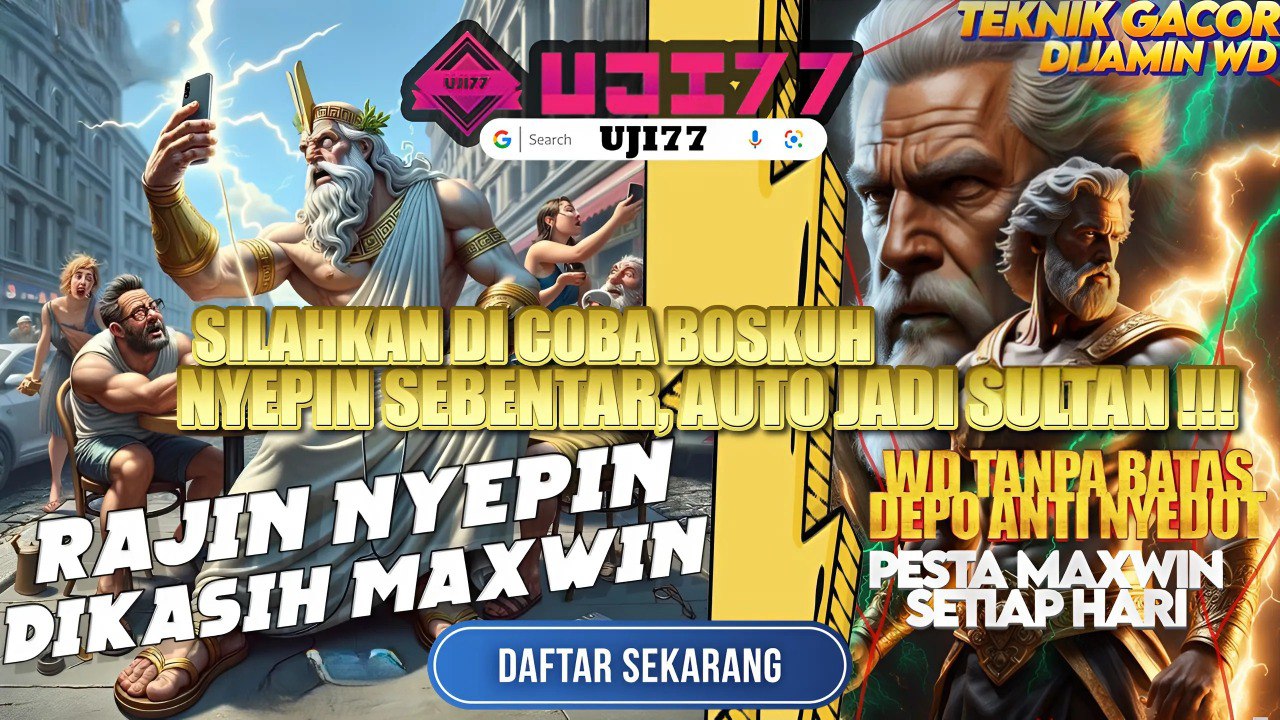 TEKNIK GACOR
DIJAMIN WD
UJI77
UJI77
Search UJI77
SILAHKAN DI COBA BOSKUH
NYEPIN SEBENTAR, AUTO JADI SULTAN !!!
RAJIN NYEPIN
DIKASIH MAXWIN
WD TANPA BATAS
DEPO ANTI NYEDOT
PESTA MAXWIN
SETIAP HARI
DAFTAR SEKARANG